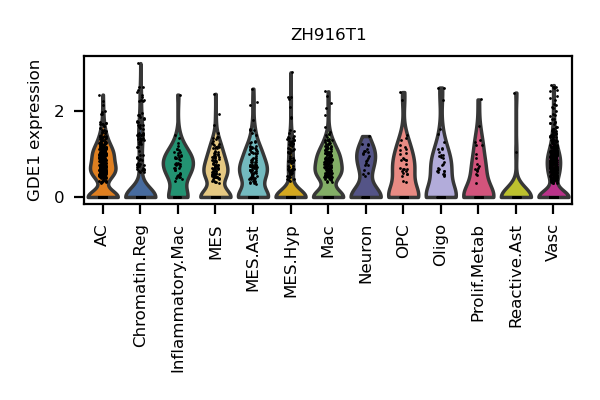 ZH916T1
GDE1 expression
2
0
AC
Chromatin.Reg
Inflammatory.Mac
MES
MES.Ast
MES.Hyp
Mac
Neuron
OPC
Oligo
Prolif.Metab
Reactive.Ast
Vasc